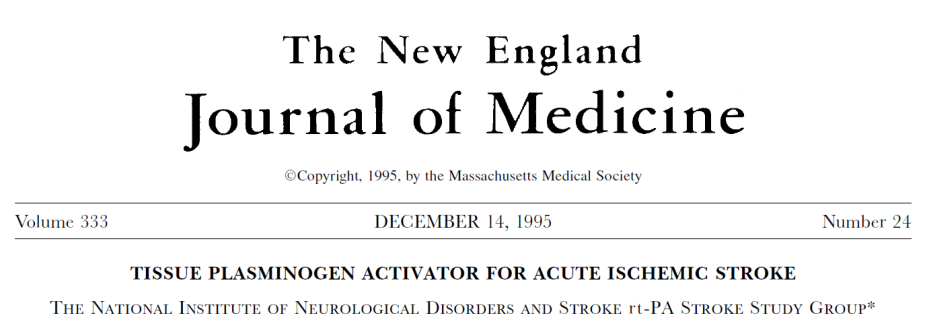 The New England
Journal of Medicine
©Copyright, 1995, by the Massachusetts Medical Society
Volume 333 DECEMBER 14, 1995 Number 24
TISSUE PLASMINOGEN ACTIVATOR FOR ACUTE ISCHEMIC STROKE
THE NATIONAL INSTITUTE OF NEUROLOGICAL DISORDERS AND STROKE rt-PA STROKE STUDY GROUP*